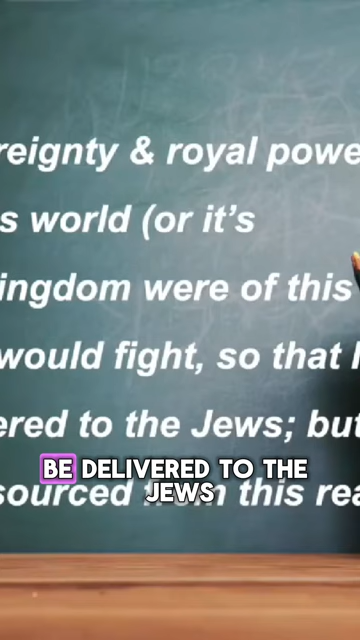 reignty & royal powe
s world (or it's
ingdom were of this
would fight, so that
ered to the Jews; but
BE DELIVERED TO THE
JEWS
sourced from this rea